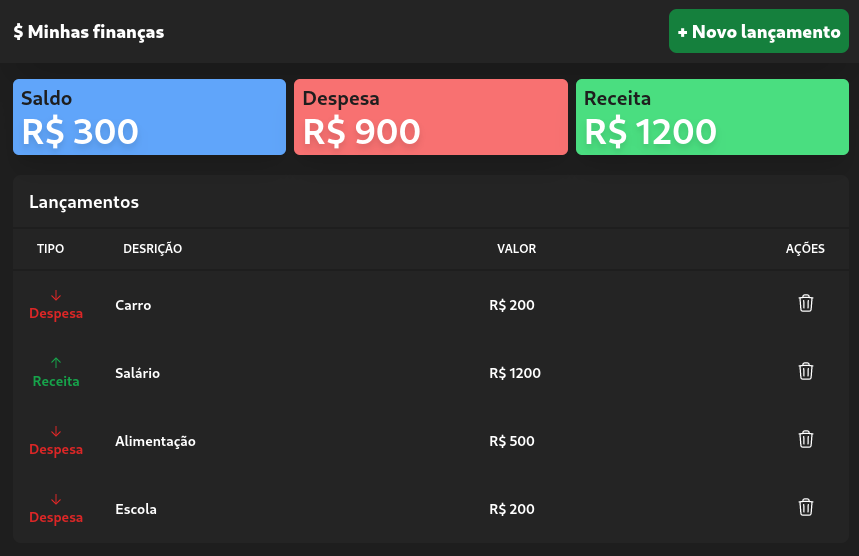 $ Minhas finanças
+ Novo lançamento
Saldo
R$ 300
Despesa
R$ 900
Receita
R$ 1200
Lançamentos
TIPO DESRIÇÃO VALOR AÇÕES
↓
Despesa Carro R$ 200
↑
Receita Salário R$ 1200
↓
Despesa Alimentação R$ 500
↓
Despesa Escola R$ 200